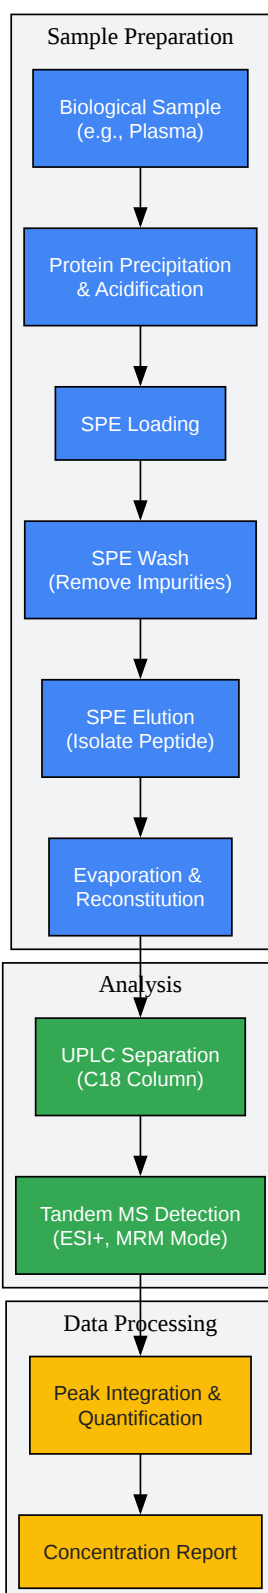 Sample Preparation
Biological Sample
(e.g., Plasma)
Protein Precipitation
& Acidification
SPE Loading
SPE Wash
(Remove Impurities)
SPE Elution
(Isolate Peptide)
Evaporation &
Reconstitution
Analysis
UPLC Separation
(C18 Column)
Tandem MS Detection
(ESI+, MRM Mode)
Data Processing
Peak Integration &
Quantification
Concentration Report